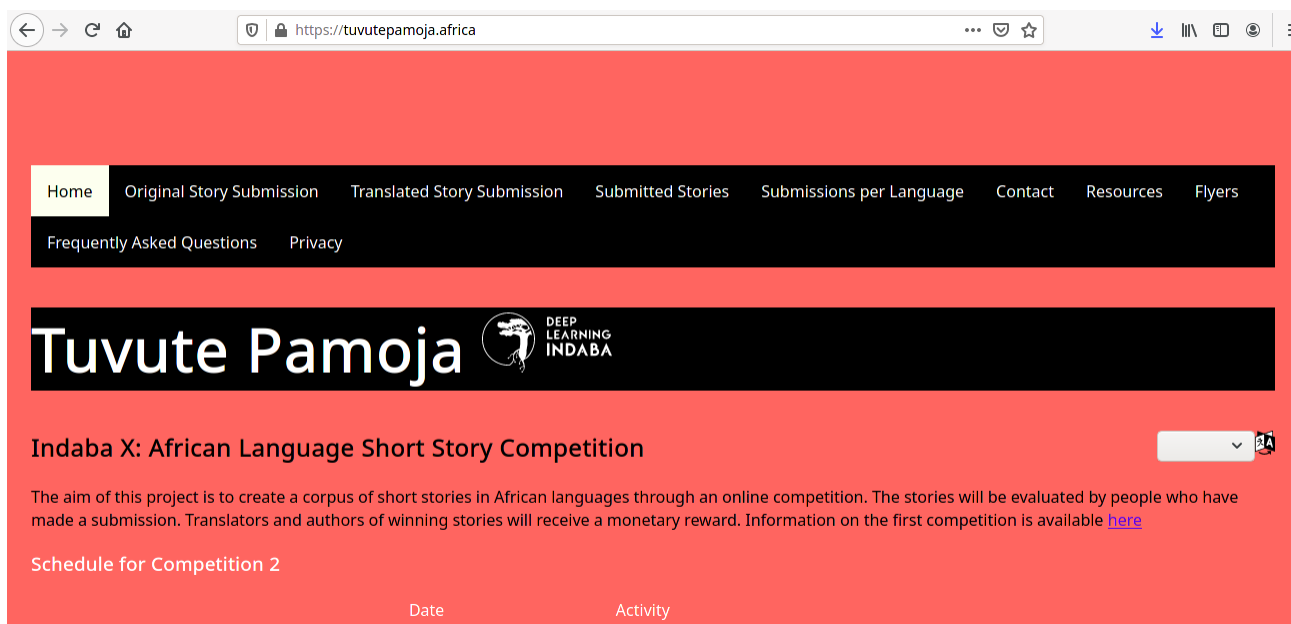 https://tuvutepamoja.africa
Home Original Story Submission Translated Story Submission Submitted Stories Submissions per Language Contact Resources Flyers
Frequently Asked Questions Privacy
Tuvute Pamoja
DEEP
LEARNING
INDABA
Indaba X: African Language Short Story Competition
The aim of this project is to create a corpus of short stories in African languages through an online competition. The stories will be evaluated by people who have
made a submission. Translators and authors of winning stories will receive a monetary reward. Information on the first competition is available here
Schedule for Competition 2
Date Activity